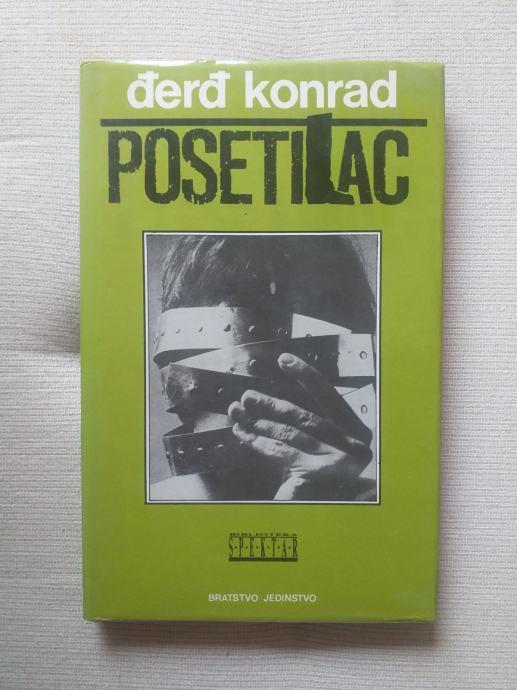 đerđ konrad
POSETILAC
BIBLIOTEKA
SPEKTAR
BRATSTVO JEDINSTVO